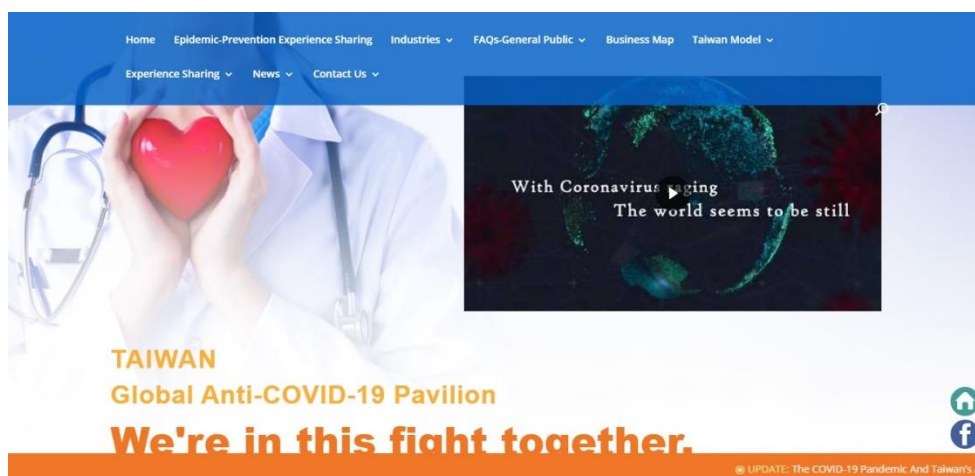 Home Epidemic-Prevention Experience Sharing Industries FAQs-General Public Business Map Taiwan Model
Experience Sharing News Contact Us
With Coronavirus raging
The world seems to be still
TAIWAN
Global Anti-COVID-19 Pavilion
We're in this fight together.
UPDATE: The COVID-19 Pandemic And Taiwan's